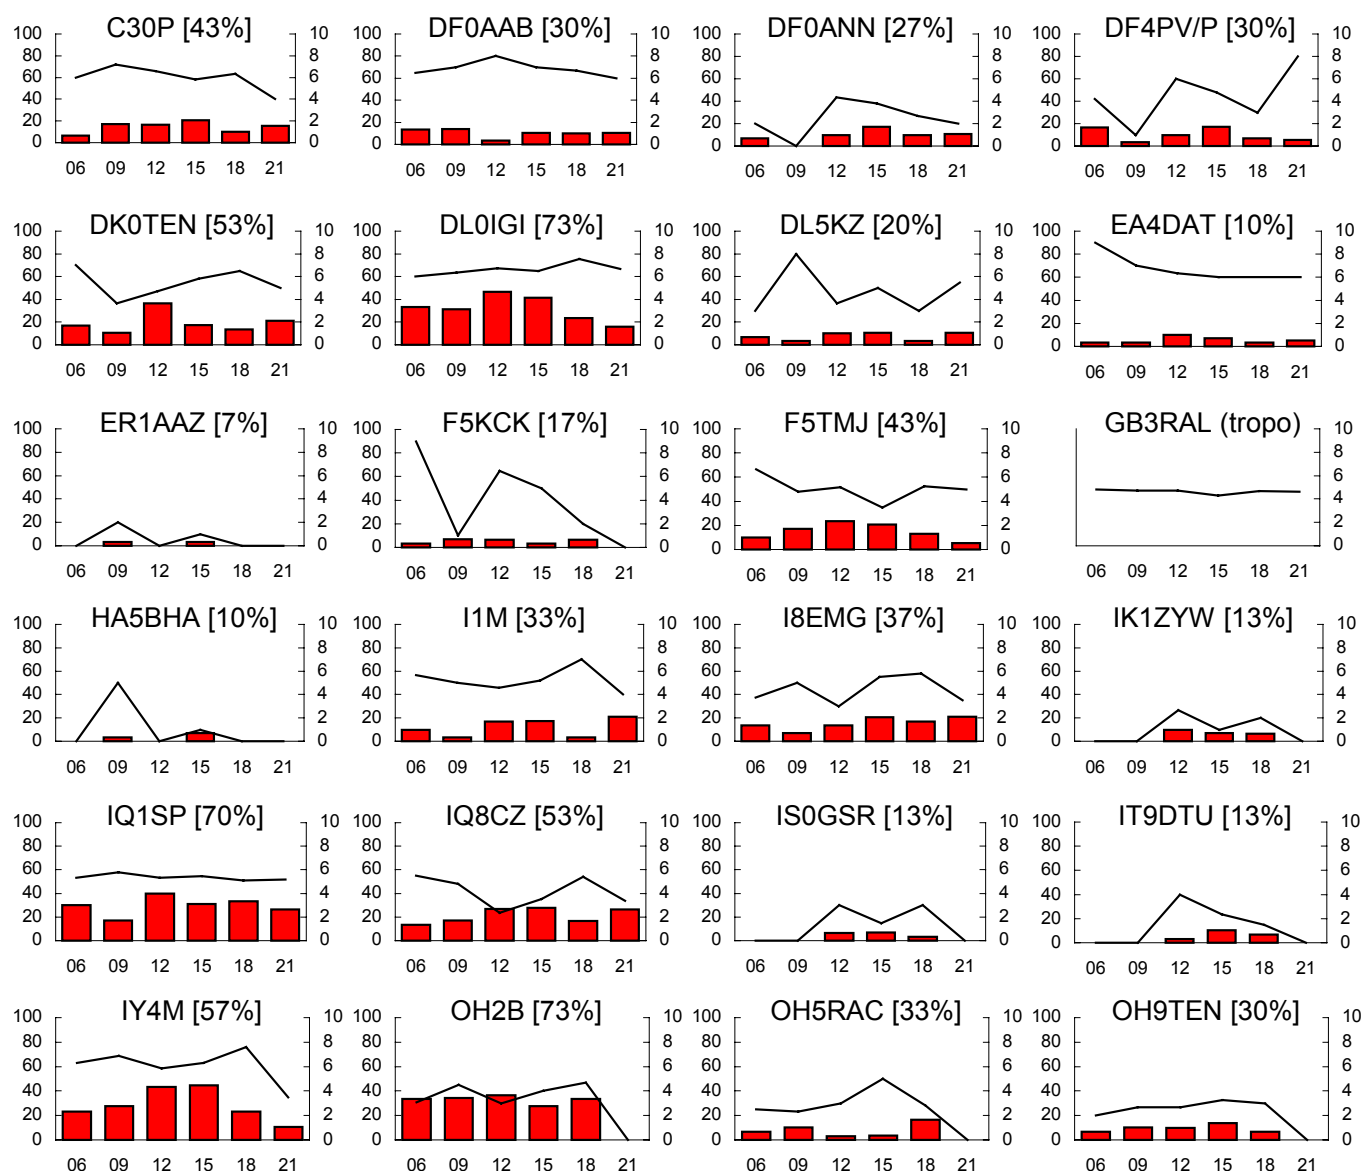 C30P [43%] DF0AAB [30%] DF0ANN [27%] DF4PV/P [30%]
100 10 100 10 100 10 100 10
80 8 80 8 80 8 80 8
60 6 60 6 60 6 60 6
40 4 40 4 40 4 40 4
20 2 20 2 20 2 20 2
0 0 0 0 0 0 0 0
06 09 12 15 18 21 06 09 12 15 18 21 06 09 12 15 18 21 06 09 12 15 18 21
DK0TEN [53%] DL0IGI [73%] DL5KZ [20%] EA4DAT [10%]
100 10 100 10 100 10 100 10
80 8 80 8 80 8 80 8
60 6 60 6 60 6 60 6
40 4 40 4 40 4 40 4
20 2 20 2 20 2 20 2
0 0 0 0 0 0 0 0
06 09 12 15 18 21 06 09 12 15 18 21 06 09 12 15 18 21 06 09 12 15 18 21
ER1AAZ [7%] F5KCK [17%] F5TMJ [43%] GB3RAL (tropo)
100 10 100 10 100 10 10
80 8 80 8 80 8 8
60 6 60 6 60 6 6
40 4 40 4 40 4 4
20 2 20 2 20 2 2
0 0 0 0 0 0 0
06 09 12 15 18 21 06 09 12 15 18 21 06 09 12 15 18 21 06 09 12 15 18 21
HA5BHA [10%] I1M [33%] I8EMG [37%] IK1ZYW [13%]
100 10 100 10 100 10 100 10
80 8 80 8 80 8 80 8
60 6 60 6 60 6 60 6
40 4 40 4 40 4 40 4
20 2 20 2 20 2 20 2
0 0 0 0 0 0 0 0
06 09 12 15 18 21 06 09 12 15 18 21 06 09 12 15 18 21 06 09 12 15 18 21
IQ1SP [70%] IQ8CZ [53%] IS0GSR [13%] IT9DTU [13%]
100 10 100 10 100 10 100 10
80 8 80 8 80 8 80 8
60 6 60 6 60 6 60 6
40 4 40 4 40 4 40 4
20 2 20 2 20 2 20 2
0 0 0 0 0 0 0 0
06 09 12 15 18 21 06 09 12 15 18 21 06 09 12 15 18 21 06 09 12 15 18 21
IY4M [57%] OH2B [73%] OH5RAC [33%] OH9TEN [30%]
100 10 100 10 100 10 100 10
80 8 80 8 80 8 80 8
60 6 60 6 60 6 60 6
40 4 40 4 40 4 40 4
20 2 20 2 20 2 20 2
0 0 0 0 0 0 0 0
06 09 12 15 18 21 06 09 12 15 18 21 06 09 12 15 18 21 06 09 12 15 18 21